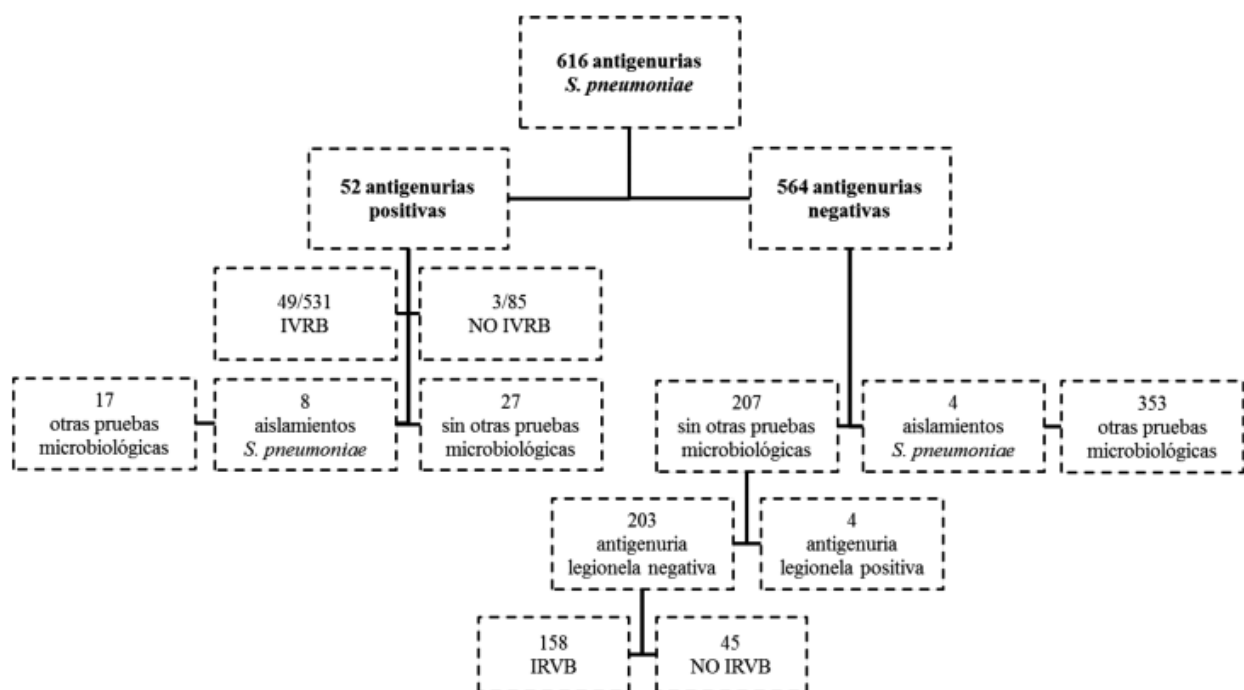 616 antigenurias
S. pneumoniae
52 antigenurias
positivas
564 antigenurias
negativas
49/531
IVRB
3/85
NO IVRB
17
otras pruebas
microbiológicas
8
aislamientos
S. pneumoniae
27
sin otras pruebas
microbiológicas
207
sin otras pruebas
microbiológicas
4
aislamientos
S. pneumoniae
353
otras pruebas
microbiológicas
203
antigenuria
legionela negativa
4
antigenuria
legionela positiva
158
IRVB
45
NO IRVB